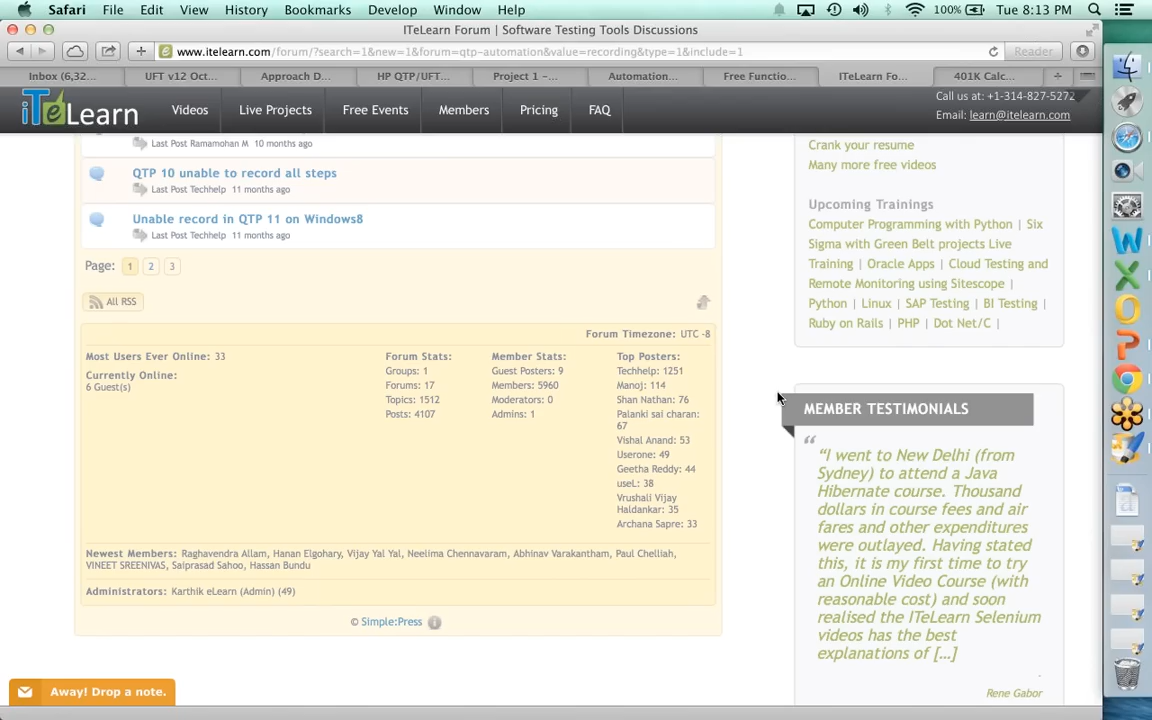 Safari File Edit View History Bookmarks Develop Window Help 100% Tue 8:13 PM
ITeLearn Forum | Software Testing Tools Discussions
www.itelearn.com/forum/?search=1&new=1&forum=qtp-automation&value=recording&type=1&include=1 Reader
Inbox (6,32... UFT v12 Oct... Approach D... HP QTP/UFT... Project 1 -... Automation... Free Functio... ITeLearn Fo... 401K Calc...
iTeLearn Videos Live Projects Free Events Members Pricing FAQ
Call us at: +1-314-827-5272
Email: learn@itelearn.com
Last Post Ramamohan M 10 months ago
QTP 10 unable to record all steps
Last Post Techhelp 11 months ago
Unable record in QTP 11 on Windows8
Last Post Techhelp 11 months ago
Page: 1 2 3
All RSS
Forum Timezone: UTC -8
Most Users Ever Online: 33
Currently Online:
6 Guest(s)
Forum Stats:
Groups: 1
Forums: 17
Topics: 1512
Posts: 4107
Member Stats:
Guest Posters: 9
Members: 5960
Moderators: 0
Admins: 1
Top Posters:
Techhelp: 1251
Manoj: 114
Shan Nathan: 76
Palanki sai charan:
67
Vishal Anand: 53
Userone: 49
Geetha Reddy: 44
useL: 38
Vrushali Vijay
Haldankar: 35
Archana Sapre: 33
Newest Members: Raghavendra Allam, Hanan Elgohary, Vijay Yal Yal, Neelima Chennavaram, Abhinav Varakantham, Paul Chelliah,
VINEET SREENIVAS, Saiprasad Sahoo, Hassan Bundu
Administrators: Karthik eLearn (Admin) (49)
© Simple:Press
Away! Drop a note.
Crank your resume
Many more free videos
Upcoming Trainings
Computer Programming with Python | Six
Sigma with Green Belt projects Live
Training | Oracle Apps | Cloud Testing and
Remote Monitoring using Sitescope |
Python | Linux | SAP Testing | BI Testing |
Ruby on Rails | PHP | Dot Net/C |
MEMBER TESTIMONIALS
“I went to New Delhi (from
Sydney) to attend a Java
Hibernate course. Thousand
dollars in course fees and air
fares and other expenditures
were outlayed. Having stated
this, it is my first time to try
an Online Video Course (with
reasonable cost) and soon
realised the ITeLearn Selenium
videos has the best
explanations of [...]
Rene Gabor